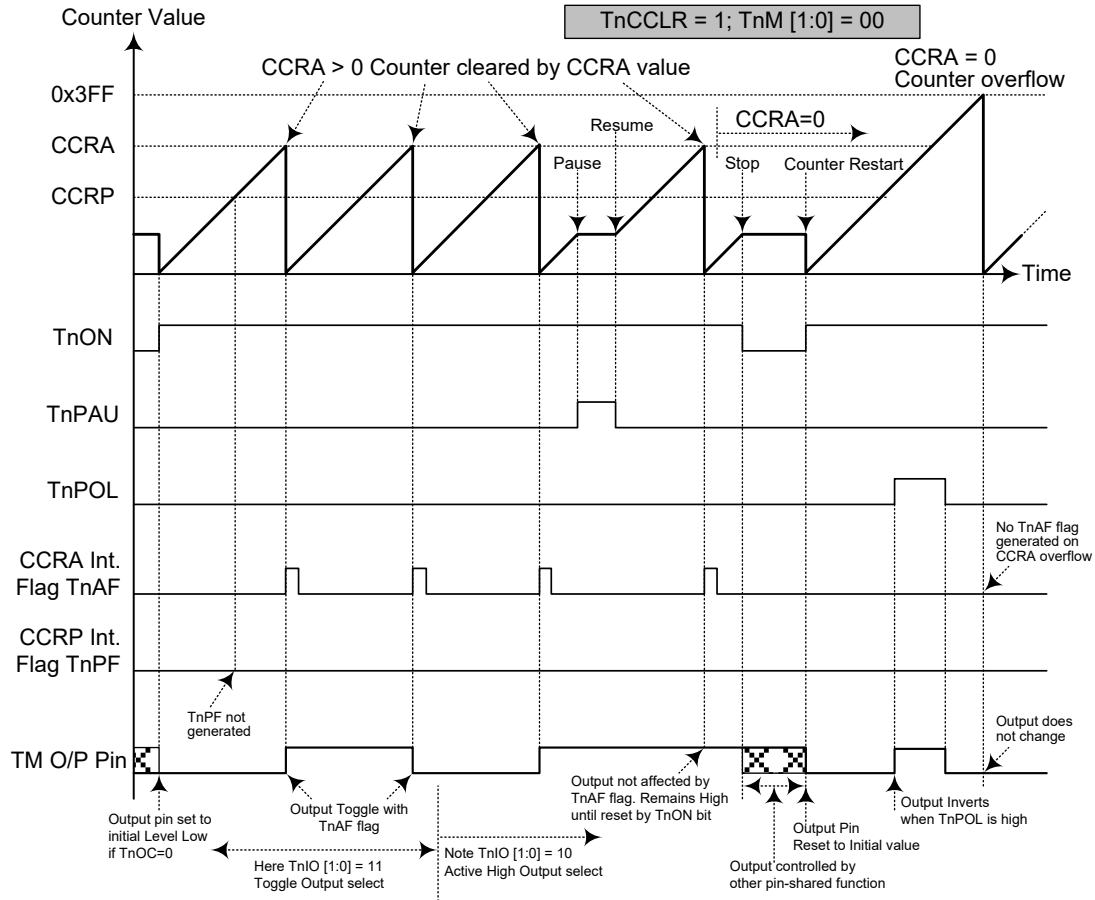 Counter Value
TnCCLR = 1; TnM [1:0] = 00
CCRA > 0 Counter cleared by CCRA value
CCRA = 0
Counter overflow
0x3FF
CCRA
CCRP
Resume
CCRA=0
Pause
Stop
Counter Restart
Time
TnON
TnPAU
TnPOL
No TnAF flag
generated on
CCRA overflow
CCRA Int.
Flag TnAF
CCRP Int.
Flag TnPF
TnPF not
generated
TM O/P Pin
Output does
not change
Output pin set to
initial Level Low
if TnOC=0
Output Toggle with
TnAF flag
Output not affected by
TnAF flag. Remains High
until reset by TnON bit
Output Inverts
when TnPOL is high
Output Pin
Reset to Initial value
Here TnIO [1:0] = 11
Toggle Output select
Note TnIO [1:0] = 10
Active High Output select
Output controlled by
other pin-shared function